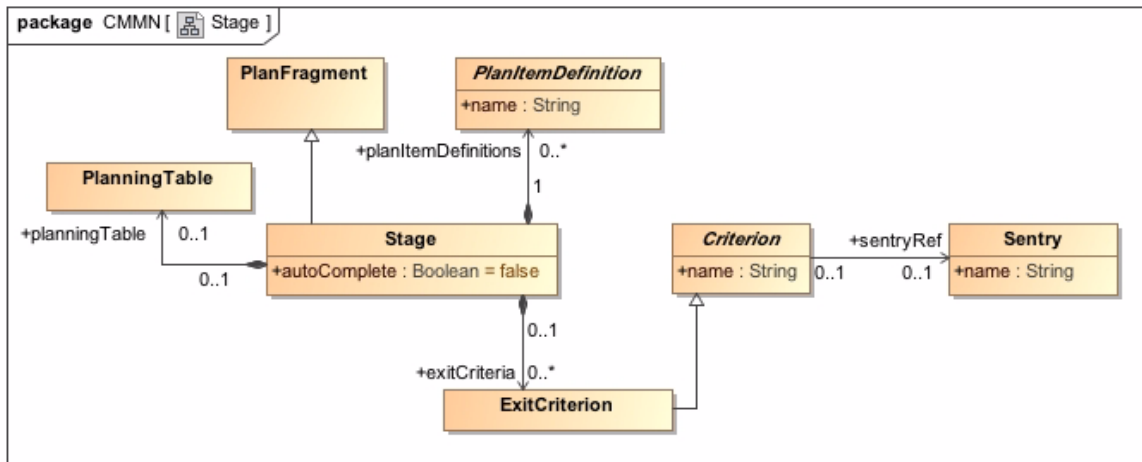 package CMMN [ Stage ]
PlanFragment
PlanItemDefinition
+name : String
+planItemDefinitions 0..*
1
PlanningTable
+planningTable 0..1
0..1
Stage
+autoComplete : Boolean = false
Criterion
+name : String
+sentryRef
0..1 0..1
Sentry
+name : String
0..1
+exitCriteria 0..*
ExitCriterion